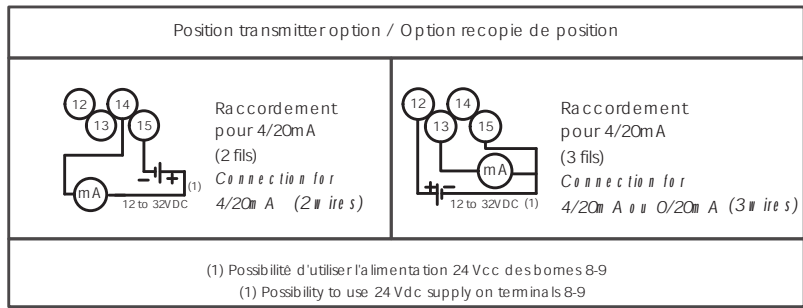 Position transmitter option / Option recopie de position
12 14
13 15
mA
- +
(1)
12 to 32VDC
Raccordement
pour 4/20mA
(2 fils)
Connection for
4/20mA (2 wires)
12 14
13 15
mA
+ -
12 to 32VDC (1)
Raccordement
pour 4/20mA
(3 fils)
Connection for
4/20mA ou 0/20mA (3 wires)
(1) Possibilité d'utiliser l'alimentation 24 Vcc des bornes 8-9
(1) Possibility to use 24 Vdc supply on terminals 8-9